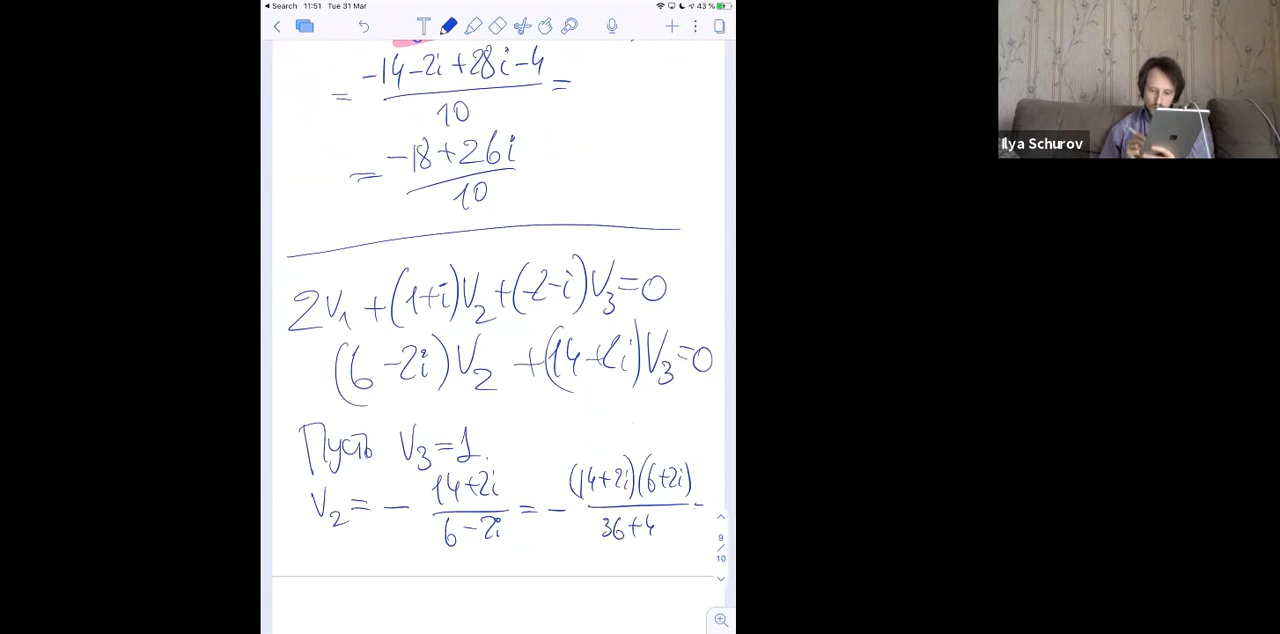 Search 11:51 Tue 31 Mar 43 %
= (-14-2i+28i-4)/10 =
= (-18+26i)/10
2V₁+(1+i)V₂+(-2-i)V₃=0
(6-2i)V₂ +(14+2i)V₃=0
Пусть V₃=1.
V₂ = - (14+2i)/(6-2i) = - (14+2i)(6+2i)/(36+4) =
9
/
10
Ilya Schurov